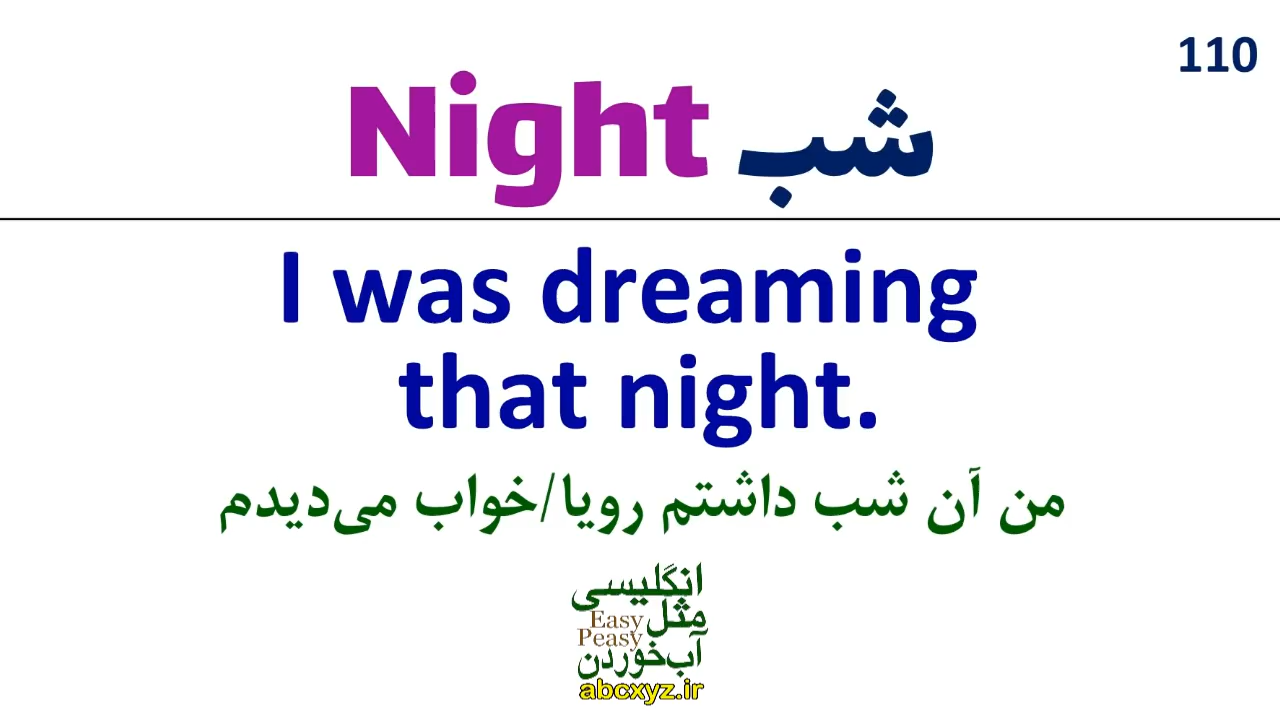 110
Night شب
I was dreaming
that night.
من آن شب داشتم رویا/خواب می‌دیدم
انگلیسی
مثل
Easy
Peasy
آب‌خوردن
abcxyz.ir